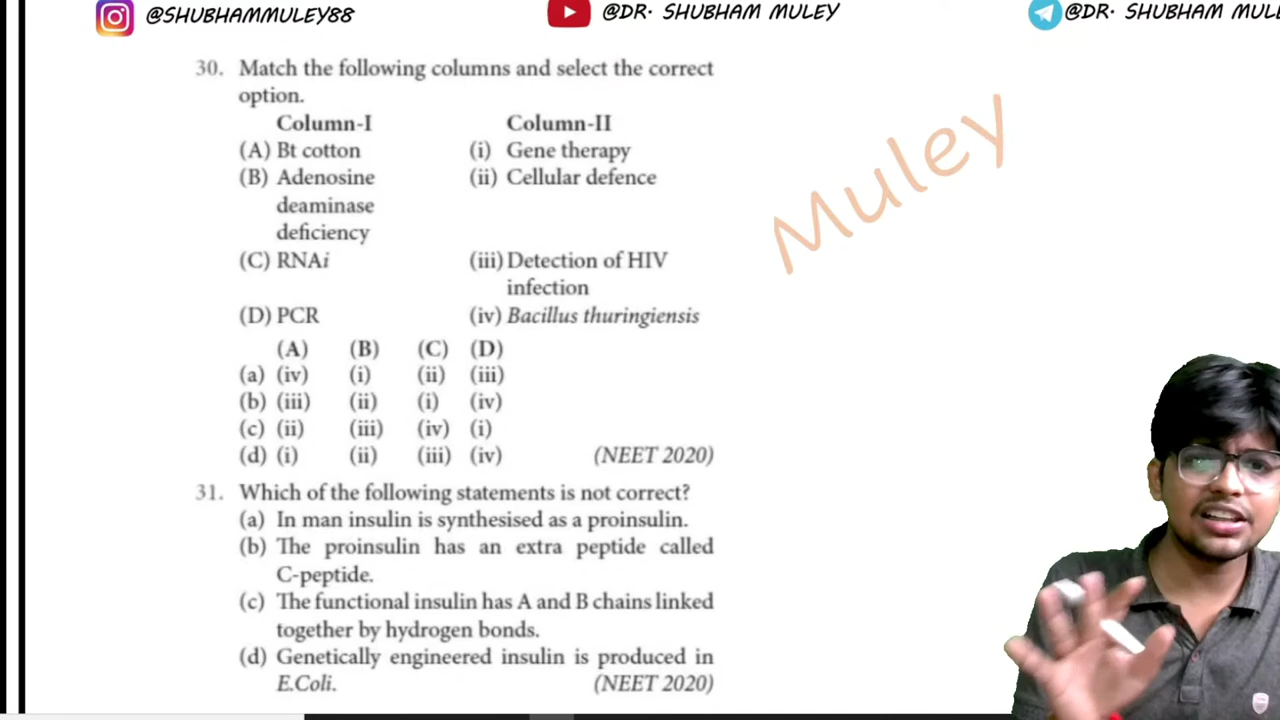 @SHUBHAMMULEY88 @DR. SHUBHAM MULEY @DR. SHUBHAM MUL
30. Match the following columns and select the correct
option.
Column-I Column-II
(A) Bt cotton (i) Gene therapy
(B) Adenosine (ii) Cellular defence
deaminase
deficiency
(C) RNAi (iii) Detection of HIV
infection
(D) PCR (iv) Bacillus thuringiensis
(A) (B) (C) (D)
(a) (iv) (i) (ii) (iii)
(b) (iii) (ii) (i) (iv)
(c) (ii) (iii) (iv) (i)
(d) (i) (ii) (iii) (iv) (NEET 2020)
31. Which of the following statements is not correct?
(a) In man insulin is synthesised as a proinsulin.
(b) The proinsulin has an extra peptide called
C-peptide.
(c) The functional insulin has A and B chains linked
together by hydrogen bonds.
(d) Genetically engineered insulin is produced in
E.Coli. (NEET 2020)
Muley